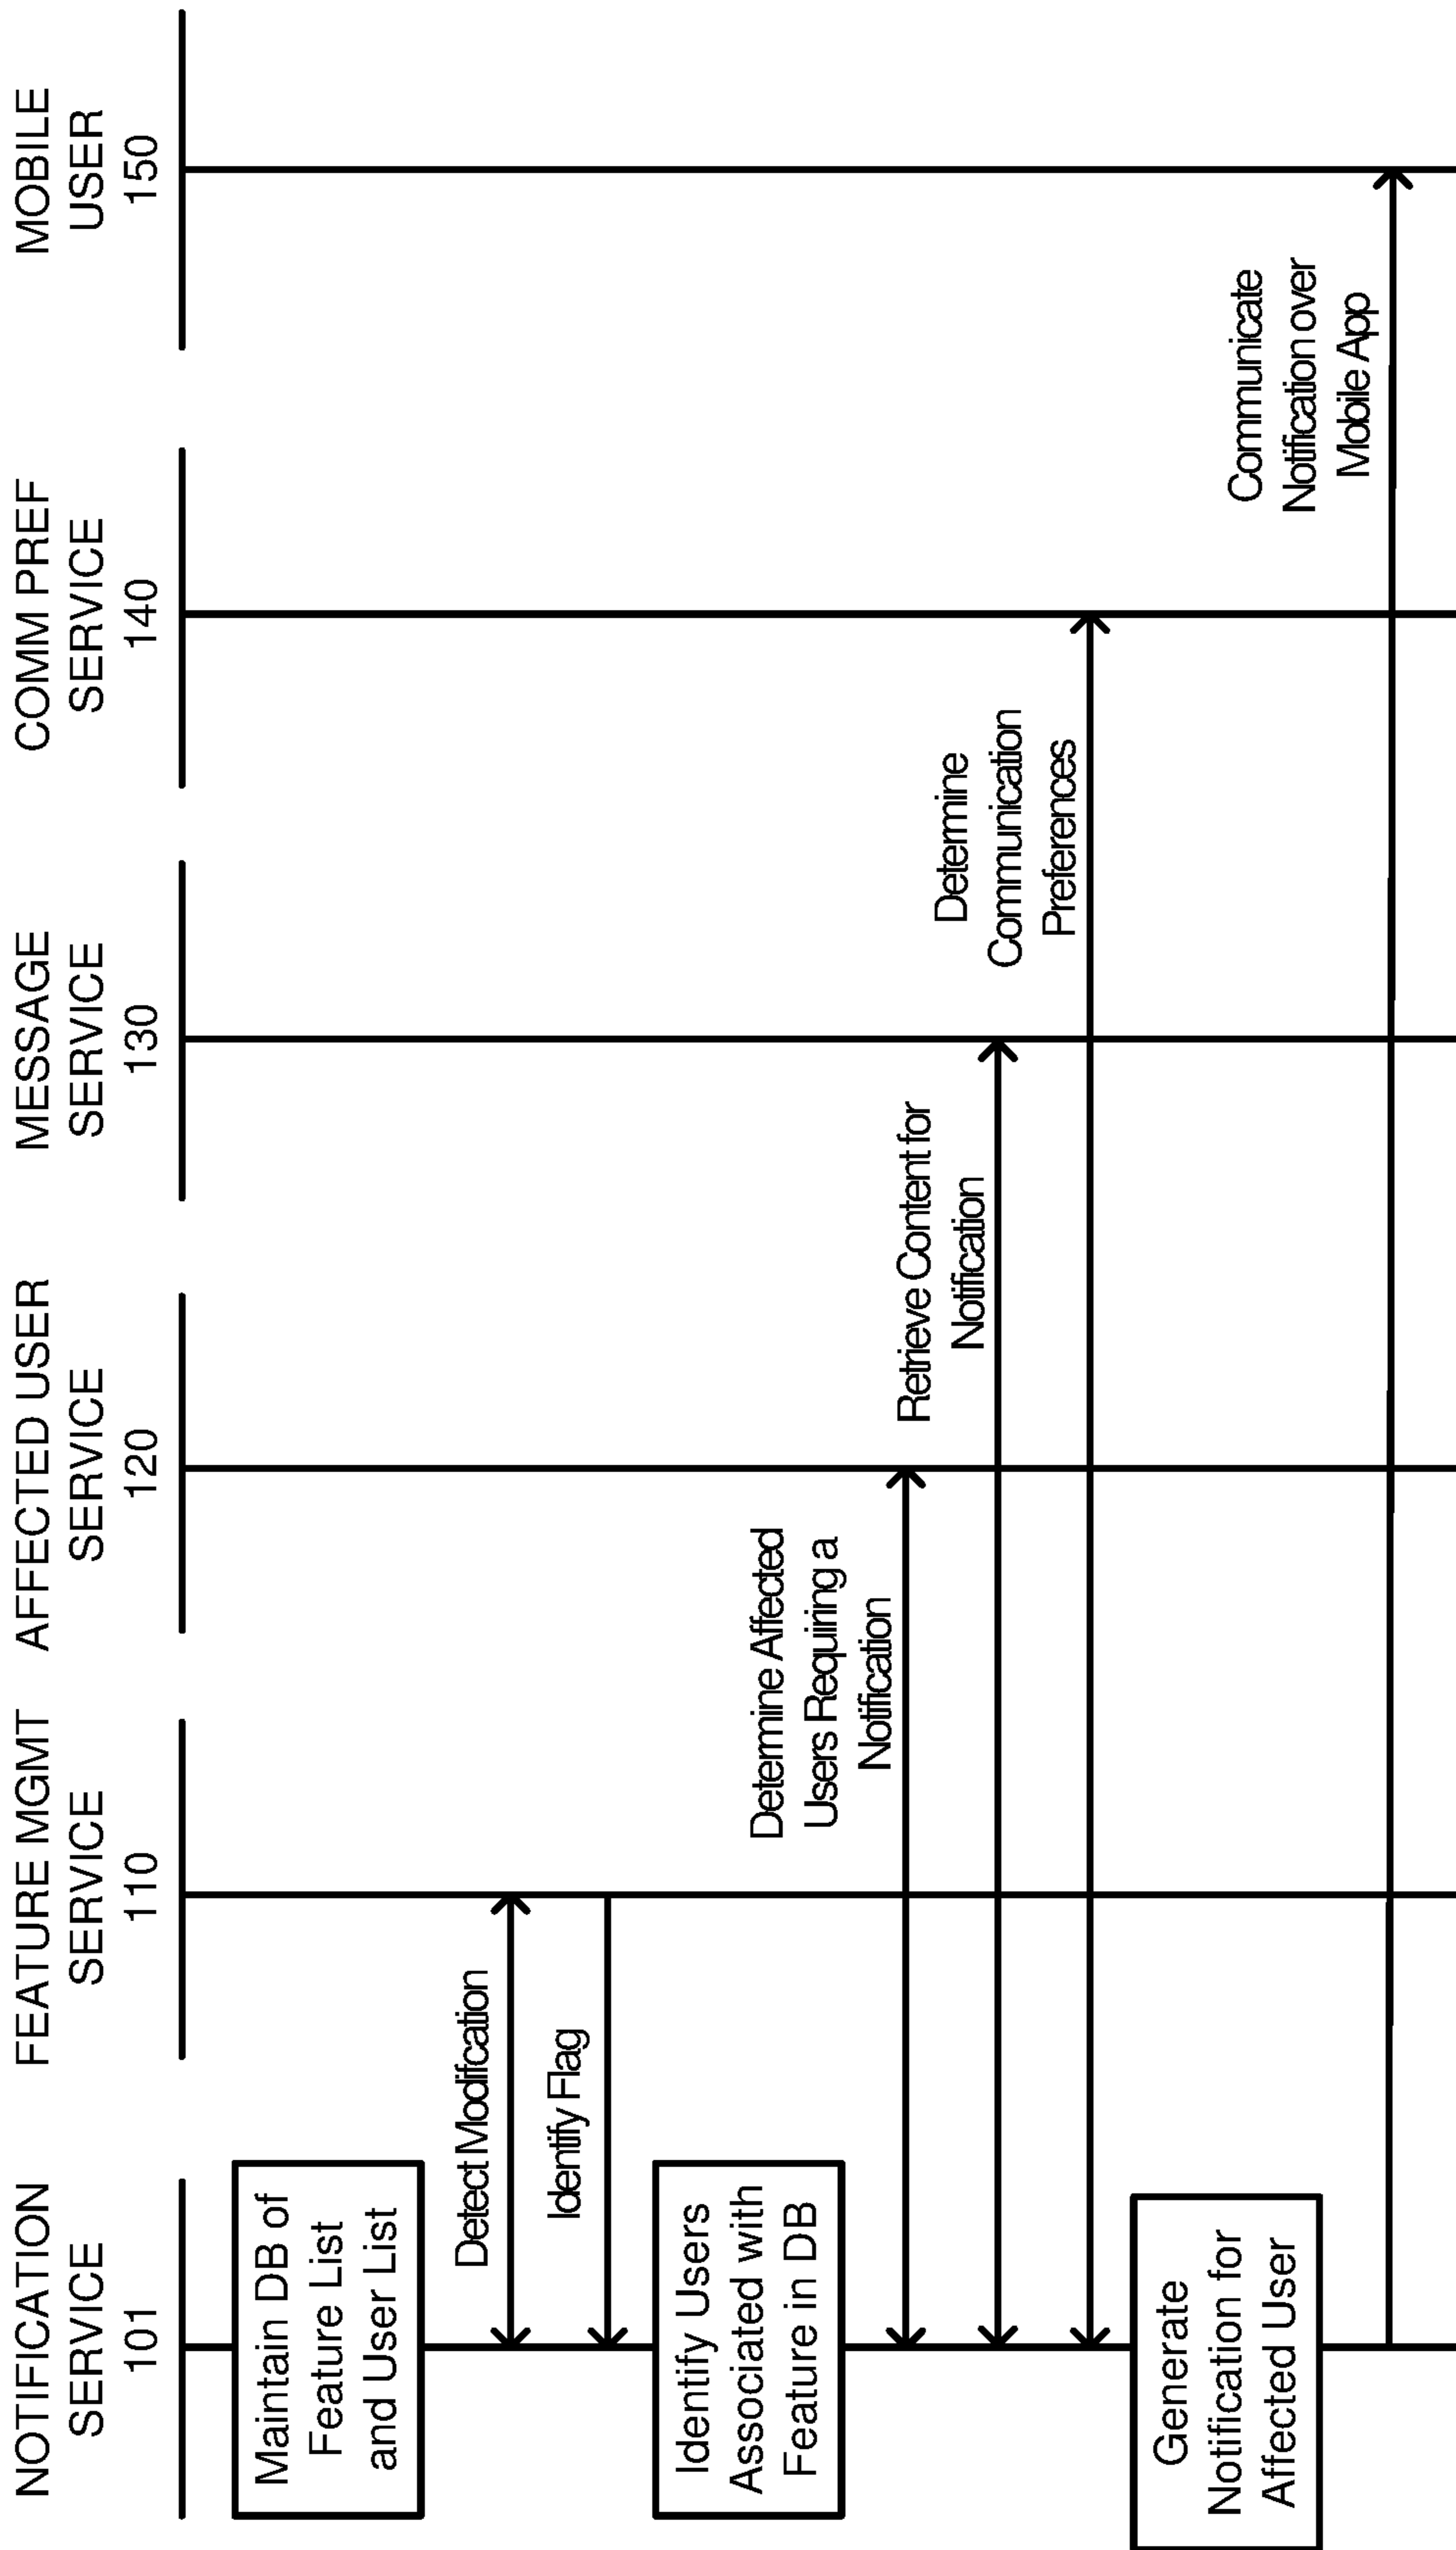 NOTIFICATION
SERVICE
101
FEATURE MGMT
SERVICE
110
AFFECTED USER
SERVICE
120
MESSAGE
SERVICE
130
COMM PREF
SERVICE
140
MOBILE
USER
150
Maintain DB of
Feature List
and User List
Detect Modifcation
Identify Flag
Identify Users
Associated with
Feature in DB
Determine Affected
Users Requiring a
Notification
Retrieve Content for
Notification
Determine
Communication
Preferences
Generate
Notification for
Affected User
Communicate
Notification over
Mobile App